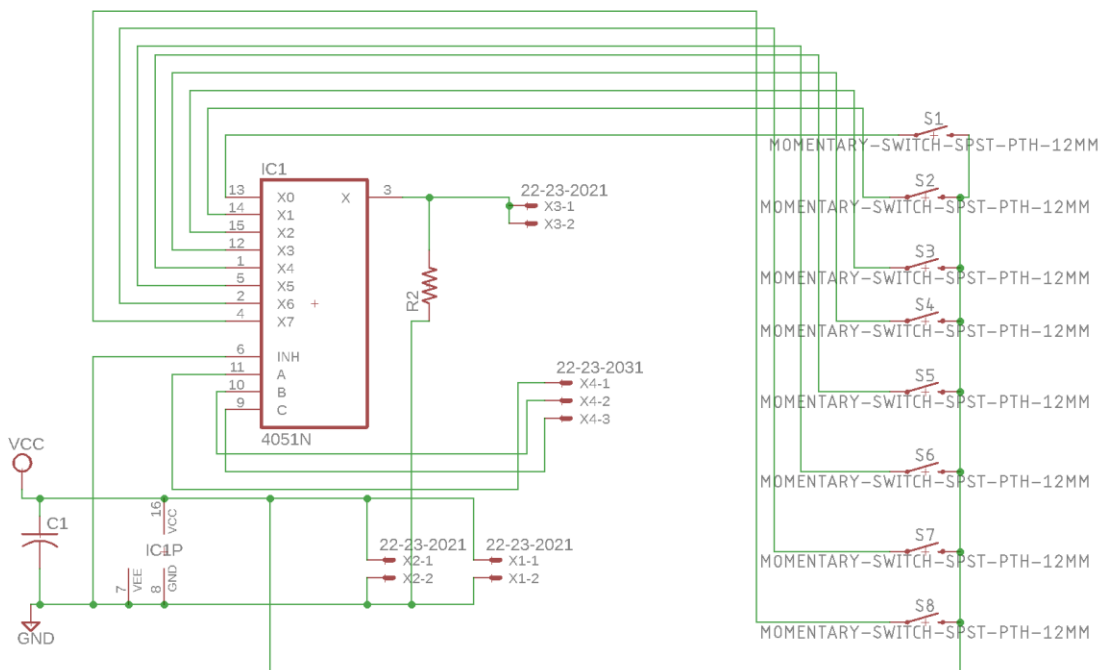 S1
MOMENTARY-SWITCH-SPST-PTH-12MM
IC1
S2
MOMENTARY-SWITCH-SPST-PTH-12MM
13 X0 X 3
22-23-2021
X3-1
X3-2
14 X1
15 X2
12 X3
1 X4
5 X5
2 X6
4 X7
6 INH
11 A
10 B
9 C
4051N
R2
S3
MOMENTARY-SWITCH-SPST-PTH-12MM
S4
MOMENTARY-SWITCH-SPST-PTH-12MM
22-23-2031
X4-1
X4-2
X4-3
S5
MOMENTARY-SWITCH-SPST-PTH-12MM
S6
MOMENTARY-SWITCH-SPST-PTH-12MM
VCC
C1
16 VCC
IC1P
7 VEE
8 GND
22-23-2021
X2-1
X2-2
22-23-2021
X1-1
X1-2
GND
S7
MOMENTARY-SWITCH-SPST-PTH-12MM
S8
MOMENTARY-SWITCH-SPST-PTH-12MM